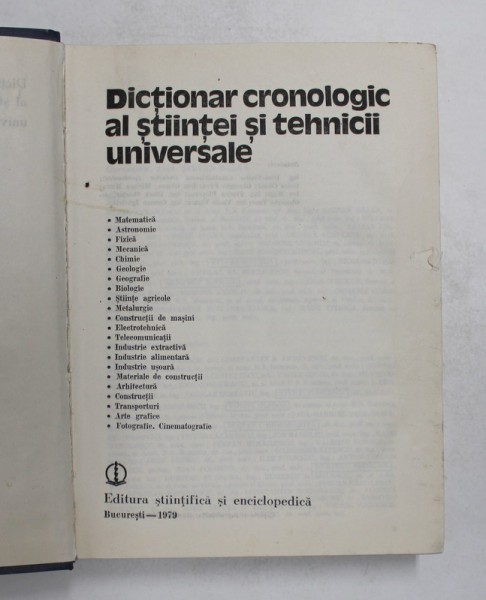 Dicționar cronologic
al științei și tehnicii
universale
• Matematică
• Astronomie
• Fizică
• Mecanică
• Chimie
• Geologie
• Geografie
• Biologie
• Științe agricole
• Metalurgie
• Construcții de mașini
• Electrotehnică
• Telecomunicații
• Industrie extractivă
• Industrie alimentară
• Industrie ușoară
• Materiale de construcții
• Arhitectură
• Construcții
• Transporturi
• Arte grafice
• Fotografie. Cinematografie
Editura științifică și enciclopedică
București—1979